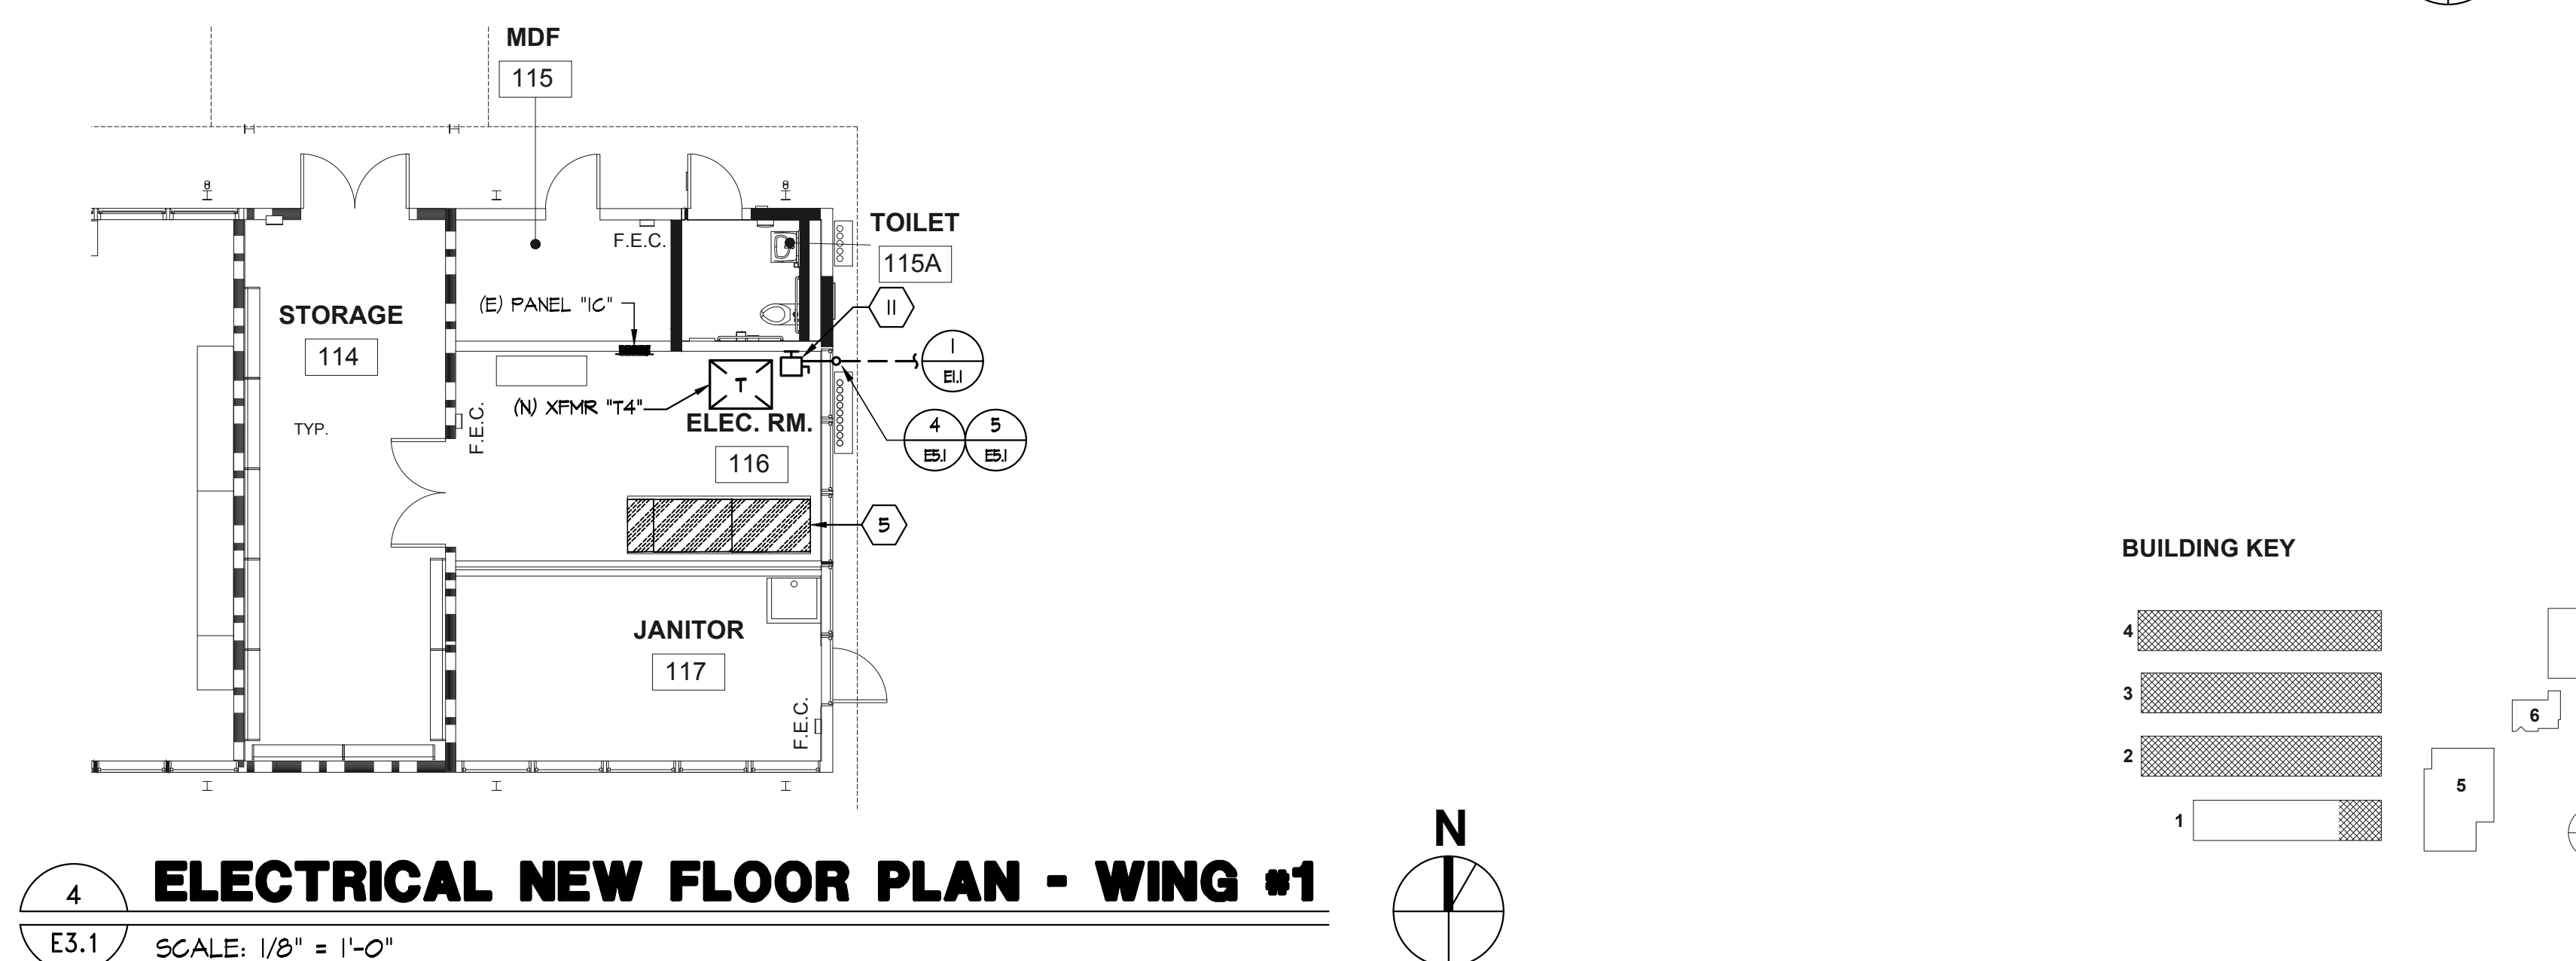 MDF
115
8
8
TOILET
115A
F.E.C.
(E) PANEL "1C"
11
STORAGE
114
1
E1.1
T
(N) XFMR "T4"
ELEC. RM.
116
F.E.C.
TYP.
4
E5.1
5
E5.1
5
JANITOR
117
F.E.C.
BUILDING KEY
4
3
6
2
5
1
N
4
E3.1
ELECTRICAL NEW FLOOR PLAN - WING #1
SCALE: 1/8" = 1'-0"